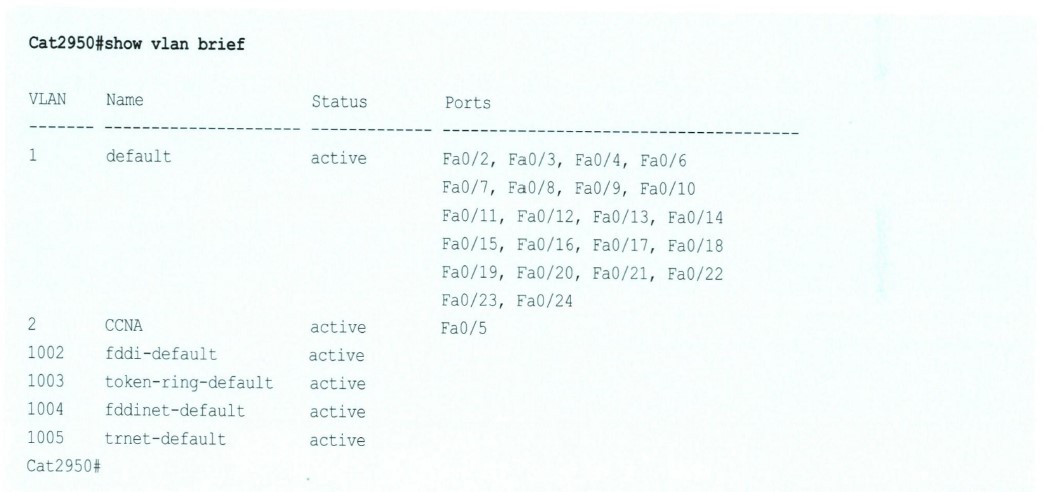 Cat2950#show vlan brief
VLAN Name Status Ports
------- --------------------- ------------- -------------------------------------
1 default active Fa0/2, Fa0/3, Fa0/4, Fa0/6
Fa0/7, Fa0/8, Fa0/9, Fa0/10
Fa0/11, Fa0/12, Fa0/13, Fa0/14
Fa0/15, Fa0/16, Fa0/17, Fa0/18
Fa0/19, Fa0/20, Fa0/21, Fa0/22
Fa0/23, Fa0/24
2 CCNA active Fa0/5
1002 fddi-default active
1003 token-ring-default active
1004 fddinet-default active
1005 trnet-default active
Cat2950#